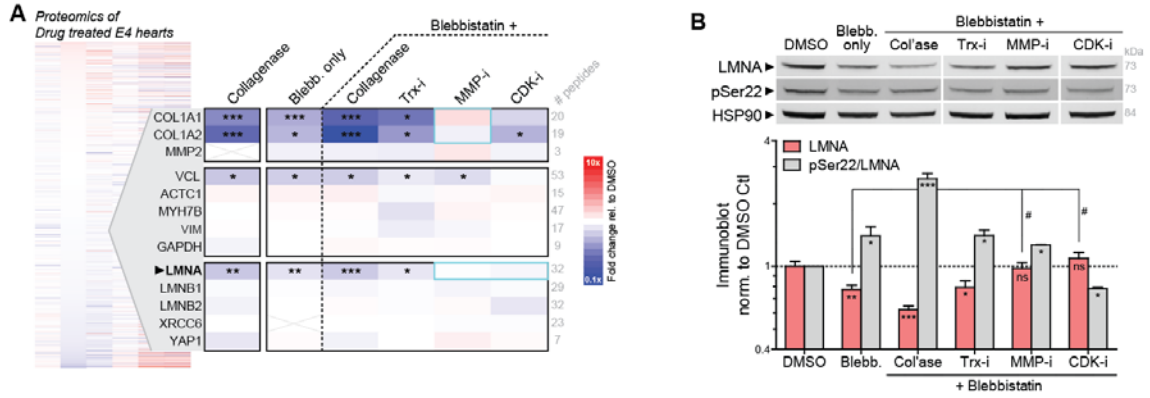 A
Proteomics of
Drug treated E4 hearts
Blebbistatin +
Collagenase
Blebb. only
Collagenase
Trx-i
MMP-i
CDK-i
# peptides
COL1A1 *** *** *** * 20
COL1A2 *** * *** * * 19
MMP2 3
VCL * * * * * 53
ACTC1 15
MYH7B 47
VIM 17
GAPDH 9
►LMNA ** ** *** * 32
LMNB1 29
LMNB2 32
XRCC6 23
YAP1 7
10x
0.1x
Fold change rel. to DMSO
B
Blebbistatin +
DMSO Blebb. only Col'ase Trx-i MMP-i CDK-i
kDa
LMNA► 73
pSer22► 73
HSP90► 84
LMNA
pSer22/LMNA
Immunoblot
norm. to DMSO Ctl
4
1
0.4
** * *** *** * * ns * ns *
# #
DMSO Blebb. Col'ase Trx-i MMP-i CDK-i
+ Blebbistatin